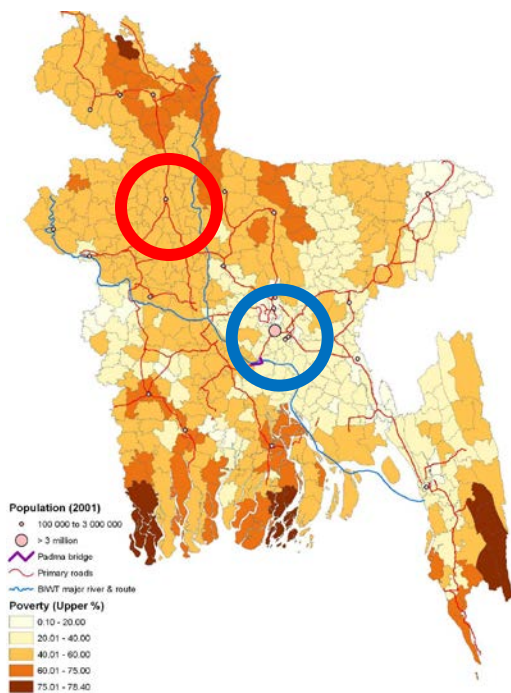 Population (2001)
100 000 to 3 000 000
> 3 million
Padma bridge
Primary roads
BIWT major river & route
Poverty (Upper %)
0.10 - 20.00
20.01 - 40.00
40.01 - 60.00
60.01 - 75.00
75.01 - 78.40